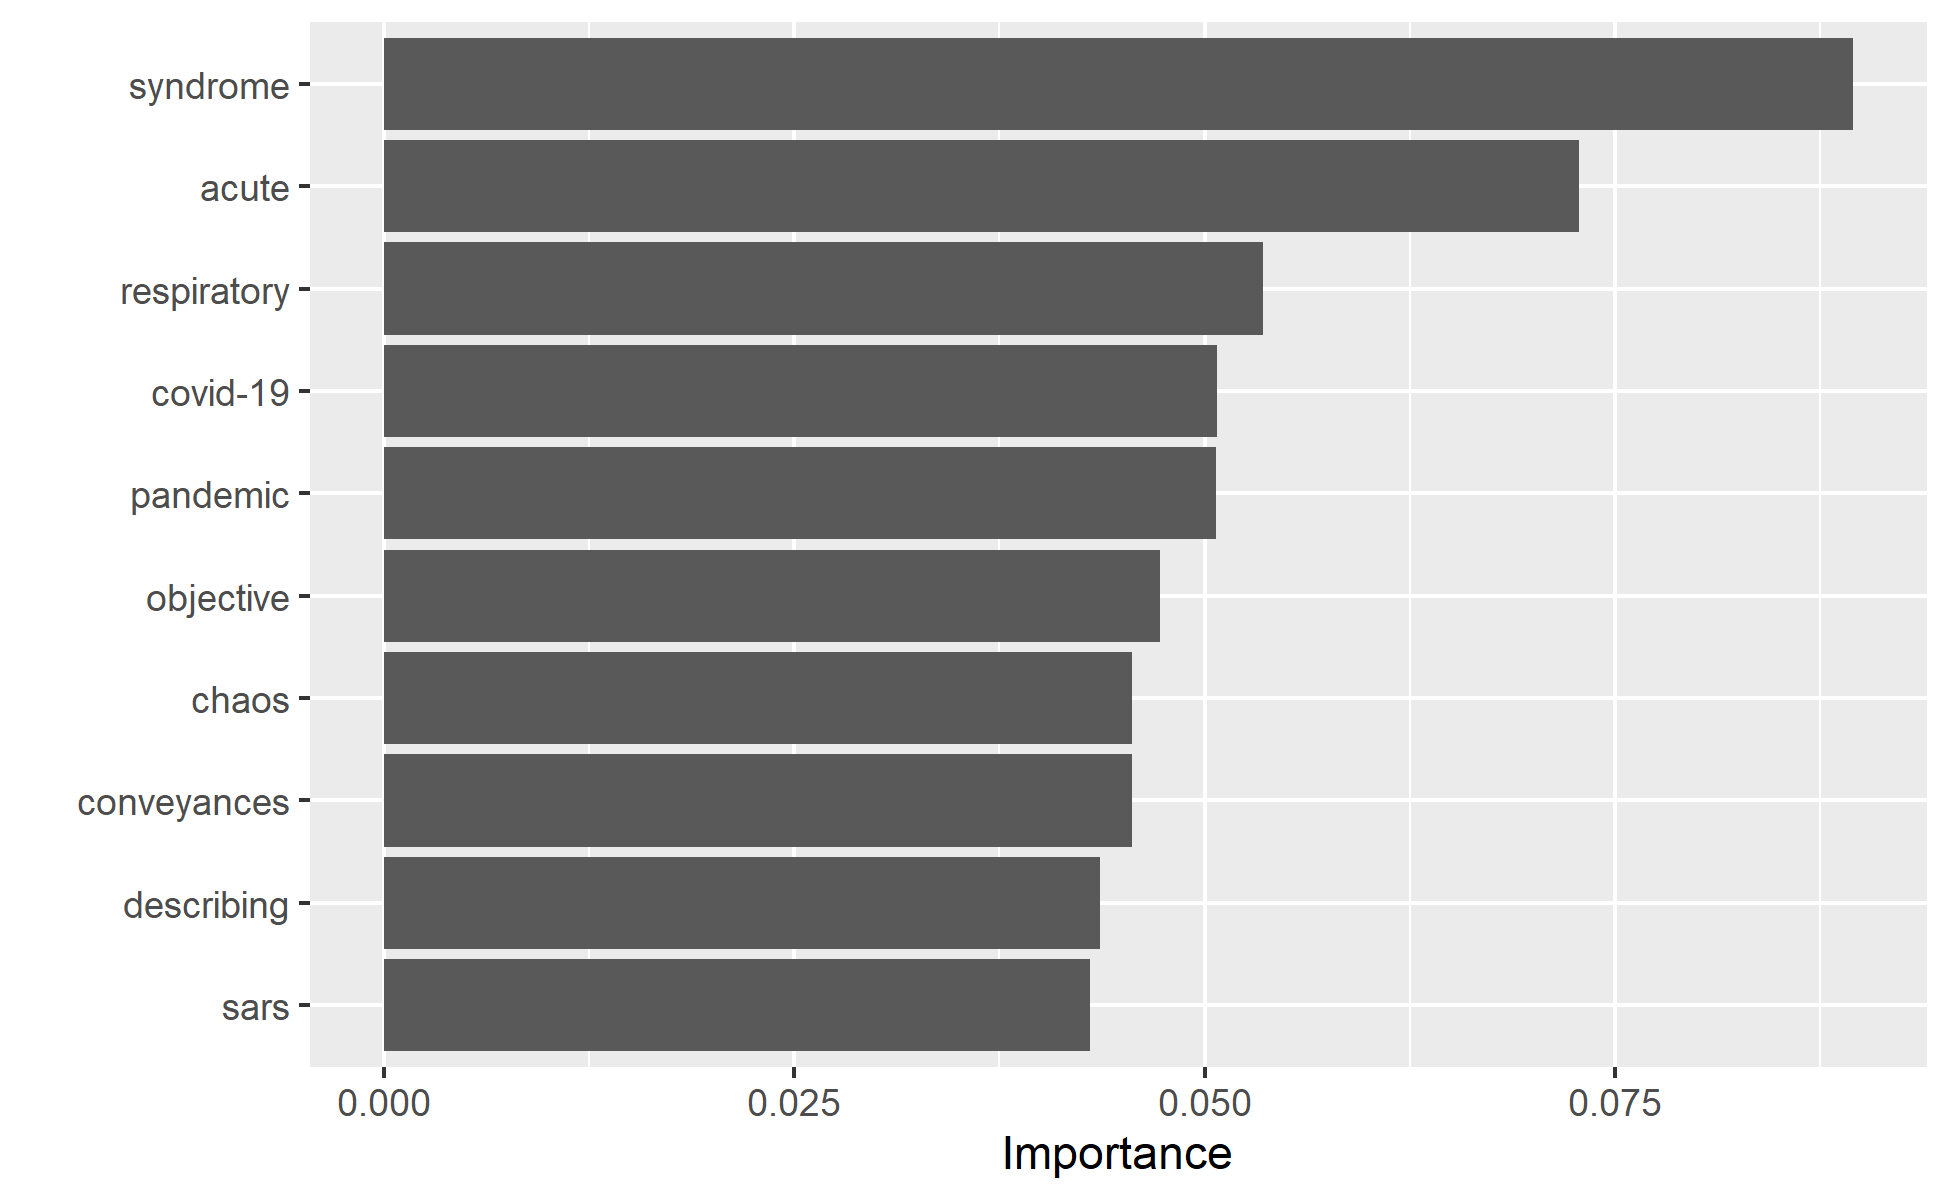 syndrome
acute
respiratory
covid-19
pandemic
objective
chaos
conveyances
describing
sars
0.000 0.025 0.050 0.075
Importance